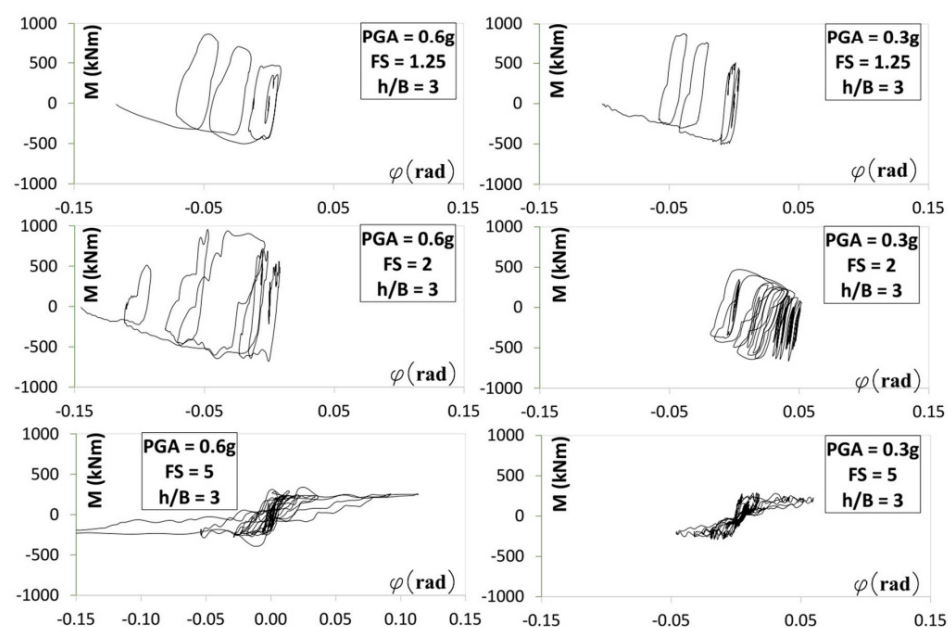 1000
500
0
-500
-1000
M (kNm)
PGA = 0.6g
FS = 1.25
h/B = 3
φ(rad)
-0.15
-0.05
0.05
0.15
1000
500
0
-500
-1000
M (kNm)
PGA = 0.3g
FS = 1.25
h/B = 3
φ(rad)
-0.15
-0.05
0.05
0.15
1000
500
0
-500
-1000
M (kNm)
PGA = 0.6g
FS = 2
h/B = 3
φ(rad)
-0.15
-0.05
0.05
0.15
1000
500
0
-500
-1000
M (kNm)
PGA = 0.3g
FS = 2
h/B = 3
φ(rad)
-0.15
-0.05
0.05
0.15
1000
500
0
-500
-1000
M (kNm)
PGA = 0.6g
FS = 5
h/B = 3
φ(rad)
-0.15
-0.10
-0.05
0.00
0.05
0.10
0.15
1000
500
0
-500
-1000
M (kNm)
PGA = 0.3g
FS = 5
h/B = 3
φ(rad)
-0.15
-0.05
0.05
0.15